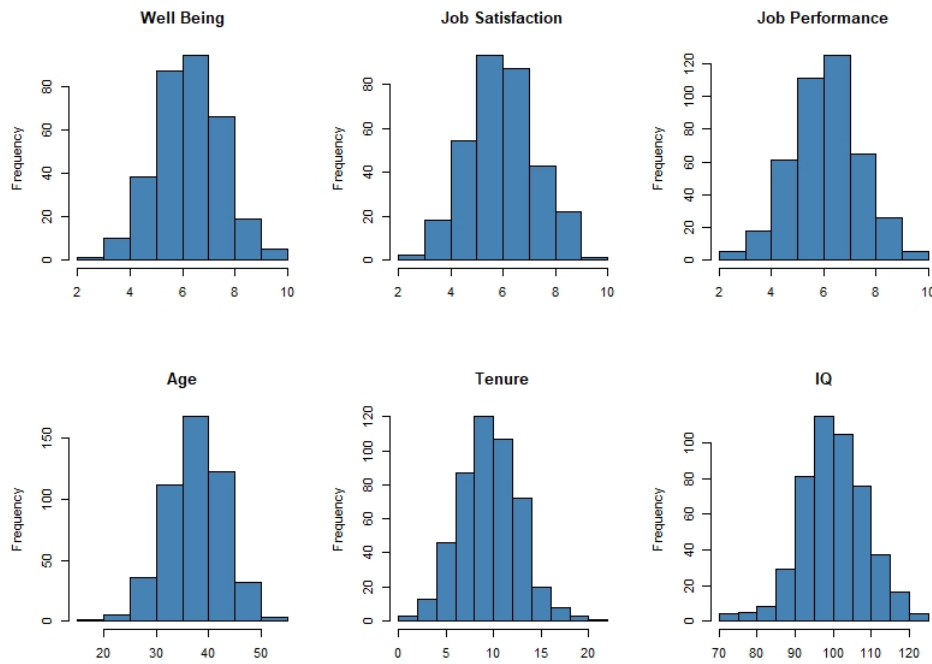 Well Being
Job Satisfaction
Job Performance
Frequency
0 20 40 60 80
2 4 6 8 10
Frequency
0 20 40 60 80
2 4 6 8 10
Frequency
0 20 40 60 80 100 120
2 4 6 8 10
Age
Tenure
IQ
Frequency
0 50 100 150
20 30 40 50
Frequency
0 20 40 60 80 100 120
0 5 10 15 20
Frequency
0 20 40 60 80 100
70 80 90 100 110 120